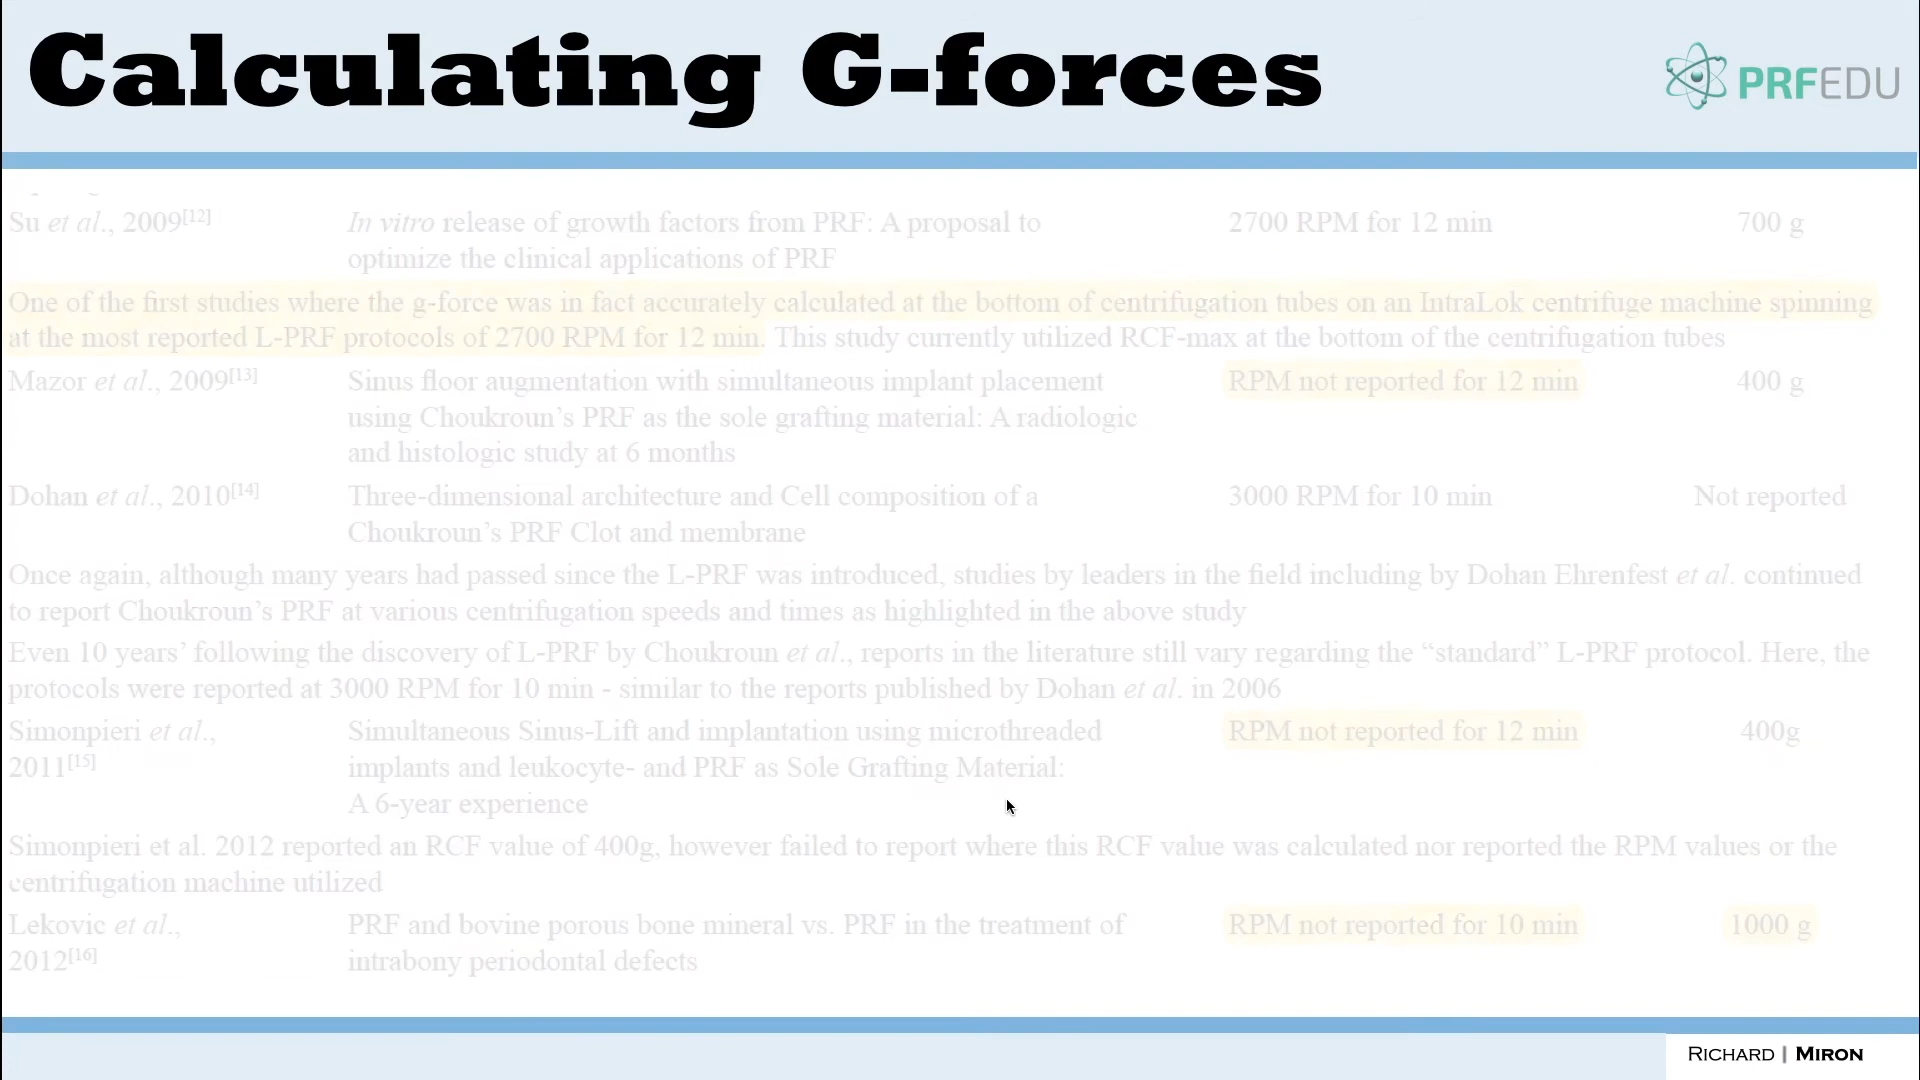 Calculating G-forces
PRFEDU
Su et al., 2009[12] In vitro release of growth factors from PRF: A proposal to 2700 RPM for 12 min 700 g
optimize the clinical applications of PRF
One of the first studies where the g-force was in fact accurately calculated at the bottom of centrifugation tubes on an IntraLok centrifuge machine spinning
at the most reported L-PRF protocols of 2700 RPM for 12 min. This study currently utilized RCF-max at the bottom of the centrifugation tubes
Mazor et al., 2009[13] Sinus floor augmentation with simultaneous implant placement RPM not reported for 12 min 400 g
using Choukroun’s PRF as the sole grafting material: A radiologic
and histologic study at 6 months
Dohan et al., 2010[14] Three-dimensional architecture and Cell composition of a 3000 RPM for 10 min Not reported
Choukroun’s PRF Clot and membrane
Once again, although many years had passed since the L-PRF was introduced, studies by leaders in the field including by Dohan Ehrenfest et al. continued
to report Choukroun’s PRF at various centrifugation speeds and times as highlighted in the above study
Even 10 years’ following the discovery of L-PRF by Choukroun et al., reports in the literature still vary regarding the “standard” L-PRF protocol. Here, the
protocols were reported at 3000 RPM for 10 min - similar to the reports published by Dohan et al. in 2006
Simonpieri et al., Simultaneous Sinus-Lift and implantation using microthreaded RPM not reported for 12 min 400g
2011[15] implants and leukocyte- and PRF as Sole Grafting Material:
A 6-year experience
Simonpieri et al. 2012 reported an RCF value of 400g, however failed to report where this RCF value was calculated nor reported the RPM values or the
centrifugation machine utilized
Lekovic et al., PRF and bovine porous bone mineral vs. PRF in the treatment of RPM not reported for 10 min 1000 g
2012[16] intrabony periodontal defects
RICHARD | MIRON